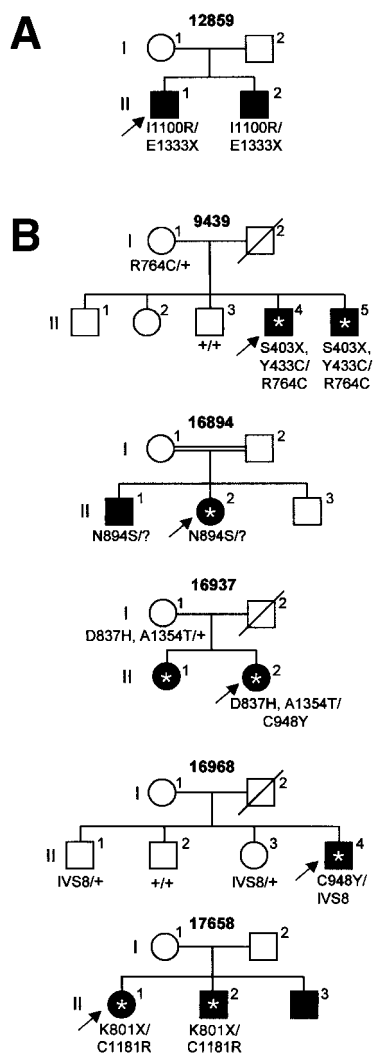 A
12859
I 1 2
II 1 2
I1100R/ I1100R/
E1333X E1333X
B
9439
I 1 2
R764C/+
II 1 2 3 4 5
+/+
* *
S403X, S403X,
Y433C/ Y433C/
R764C R764C
16894
I 1 2
II 1 2 3
*
N894S/? N894S/?
16937
I 1 2
D837H, A1354T/+
II 1 2
* *
D837H, A1354T/
C948Y
16968
I 1 2
II 1 2 3 4
*
IVS8/+ +/+ IVS8/+ C948Y/
IVS8
17658
I 1 2
II 1 2 3
* *
K801X/ K801X/
C1181R C1181R